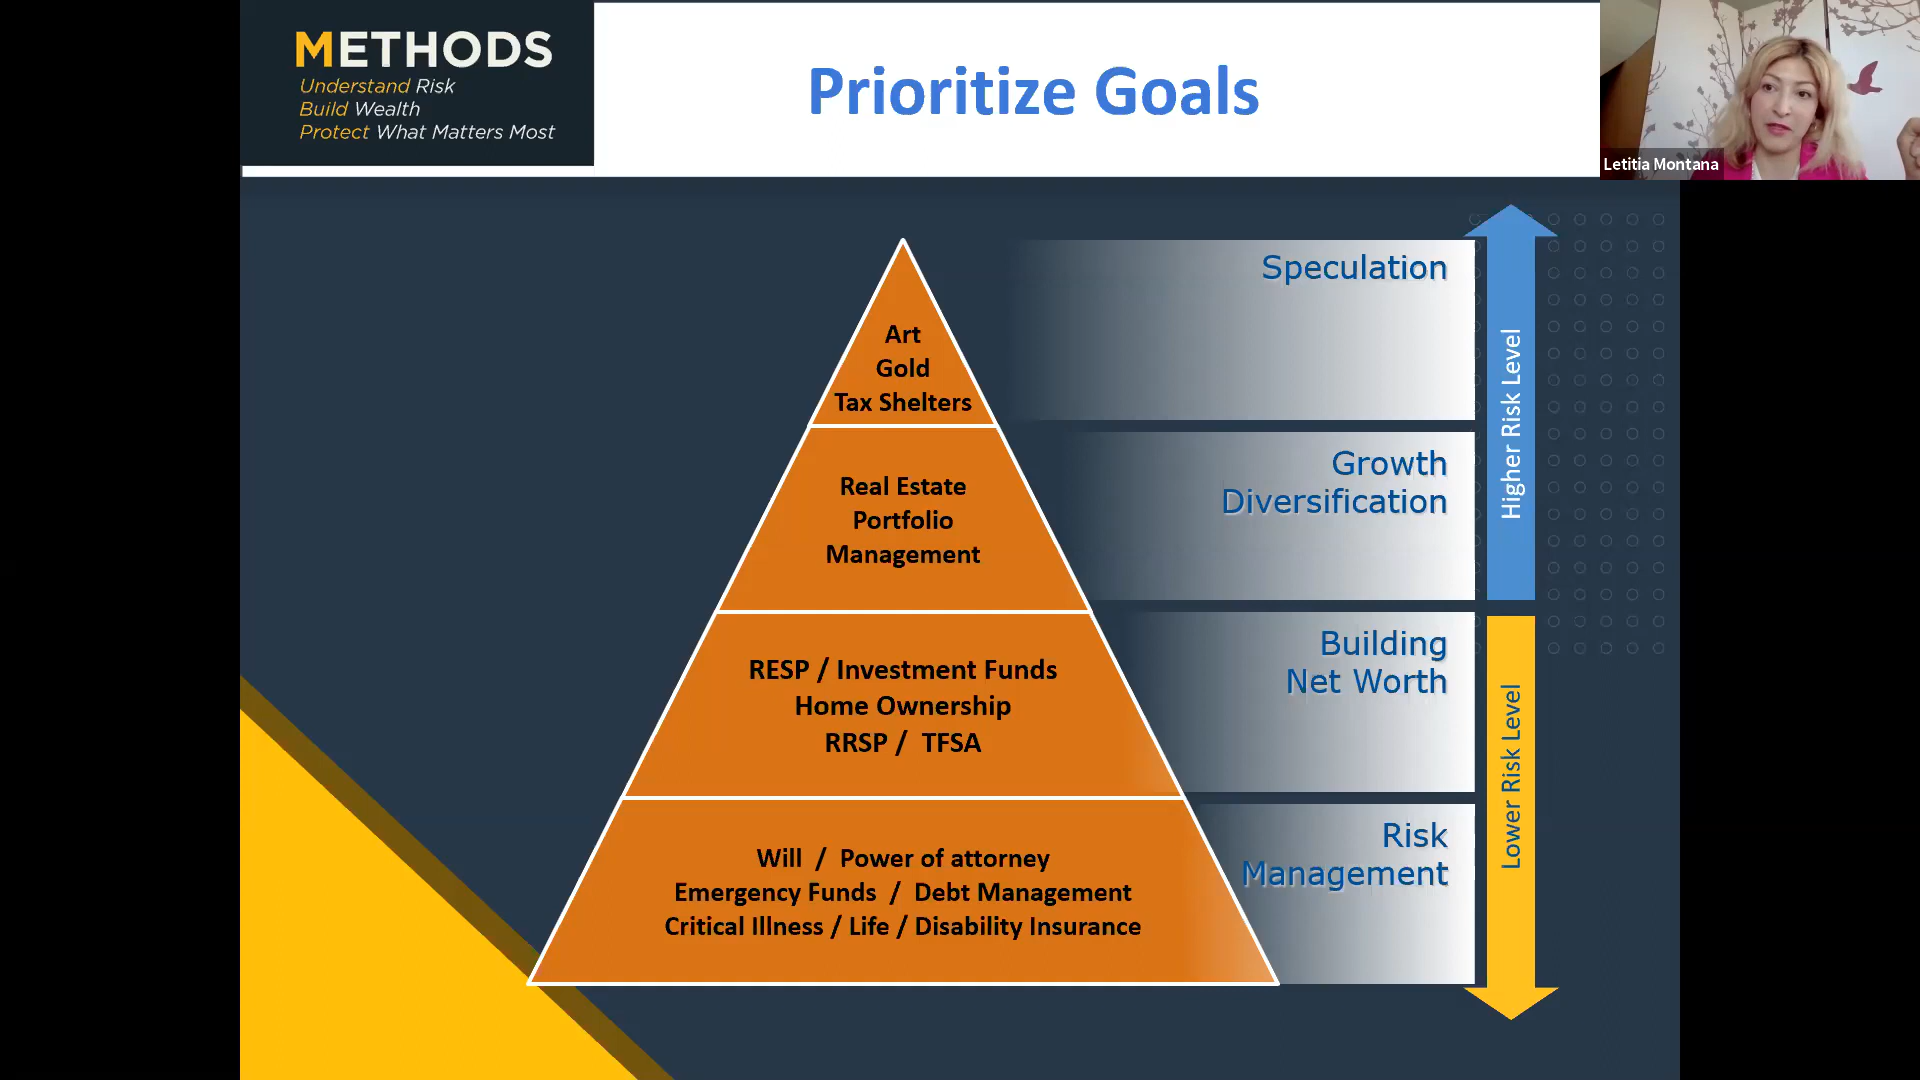 METHODS
Understand Risk
Build Wealth
Protect What Matters Most
Prioritize Goals
Letitia Montana
Art
Gold
Tax Shelters
Speculation
Real Estate
Portfolio
Management
Growth
Diversification
Higher Risk Level
RESP / Investment Funds
Home Ownership
RRSP / TFSA
Building
Net Worth
Will / Power of attorney
Emergency Funds / Debt Management
Critical Illness / Life / Disability Insurance
Risk
Management
Lower Risk Level